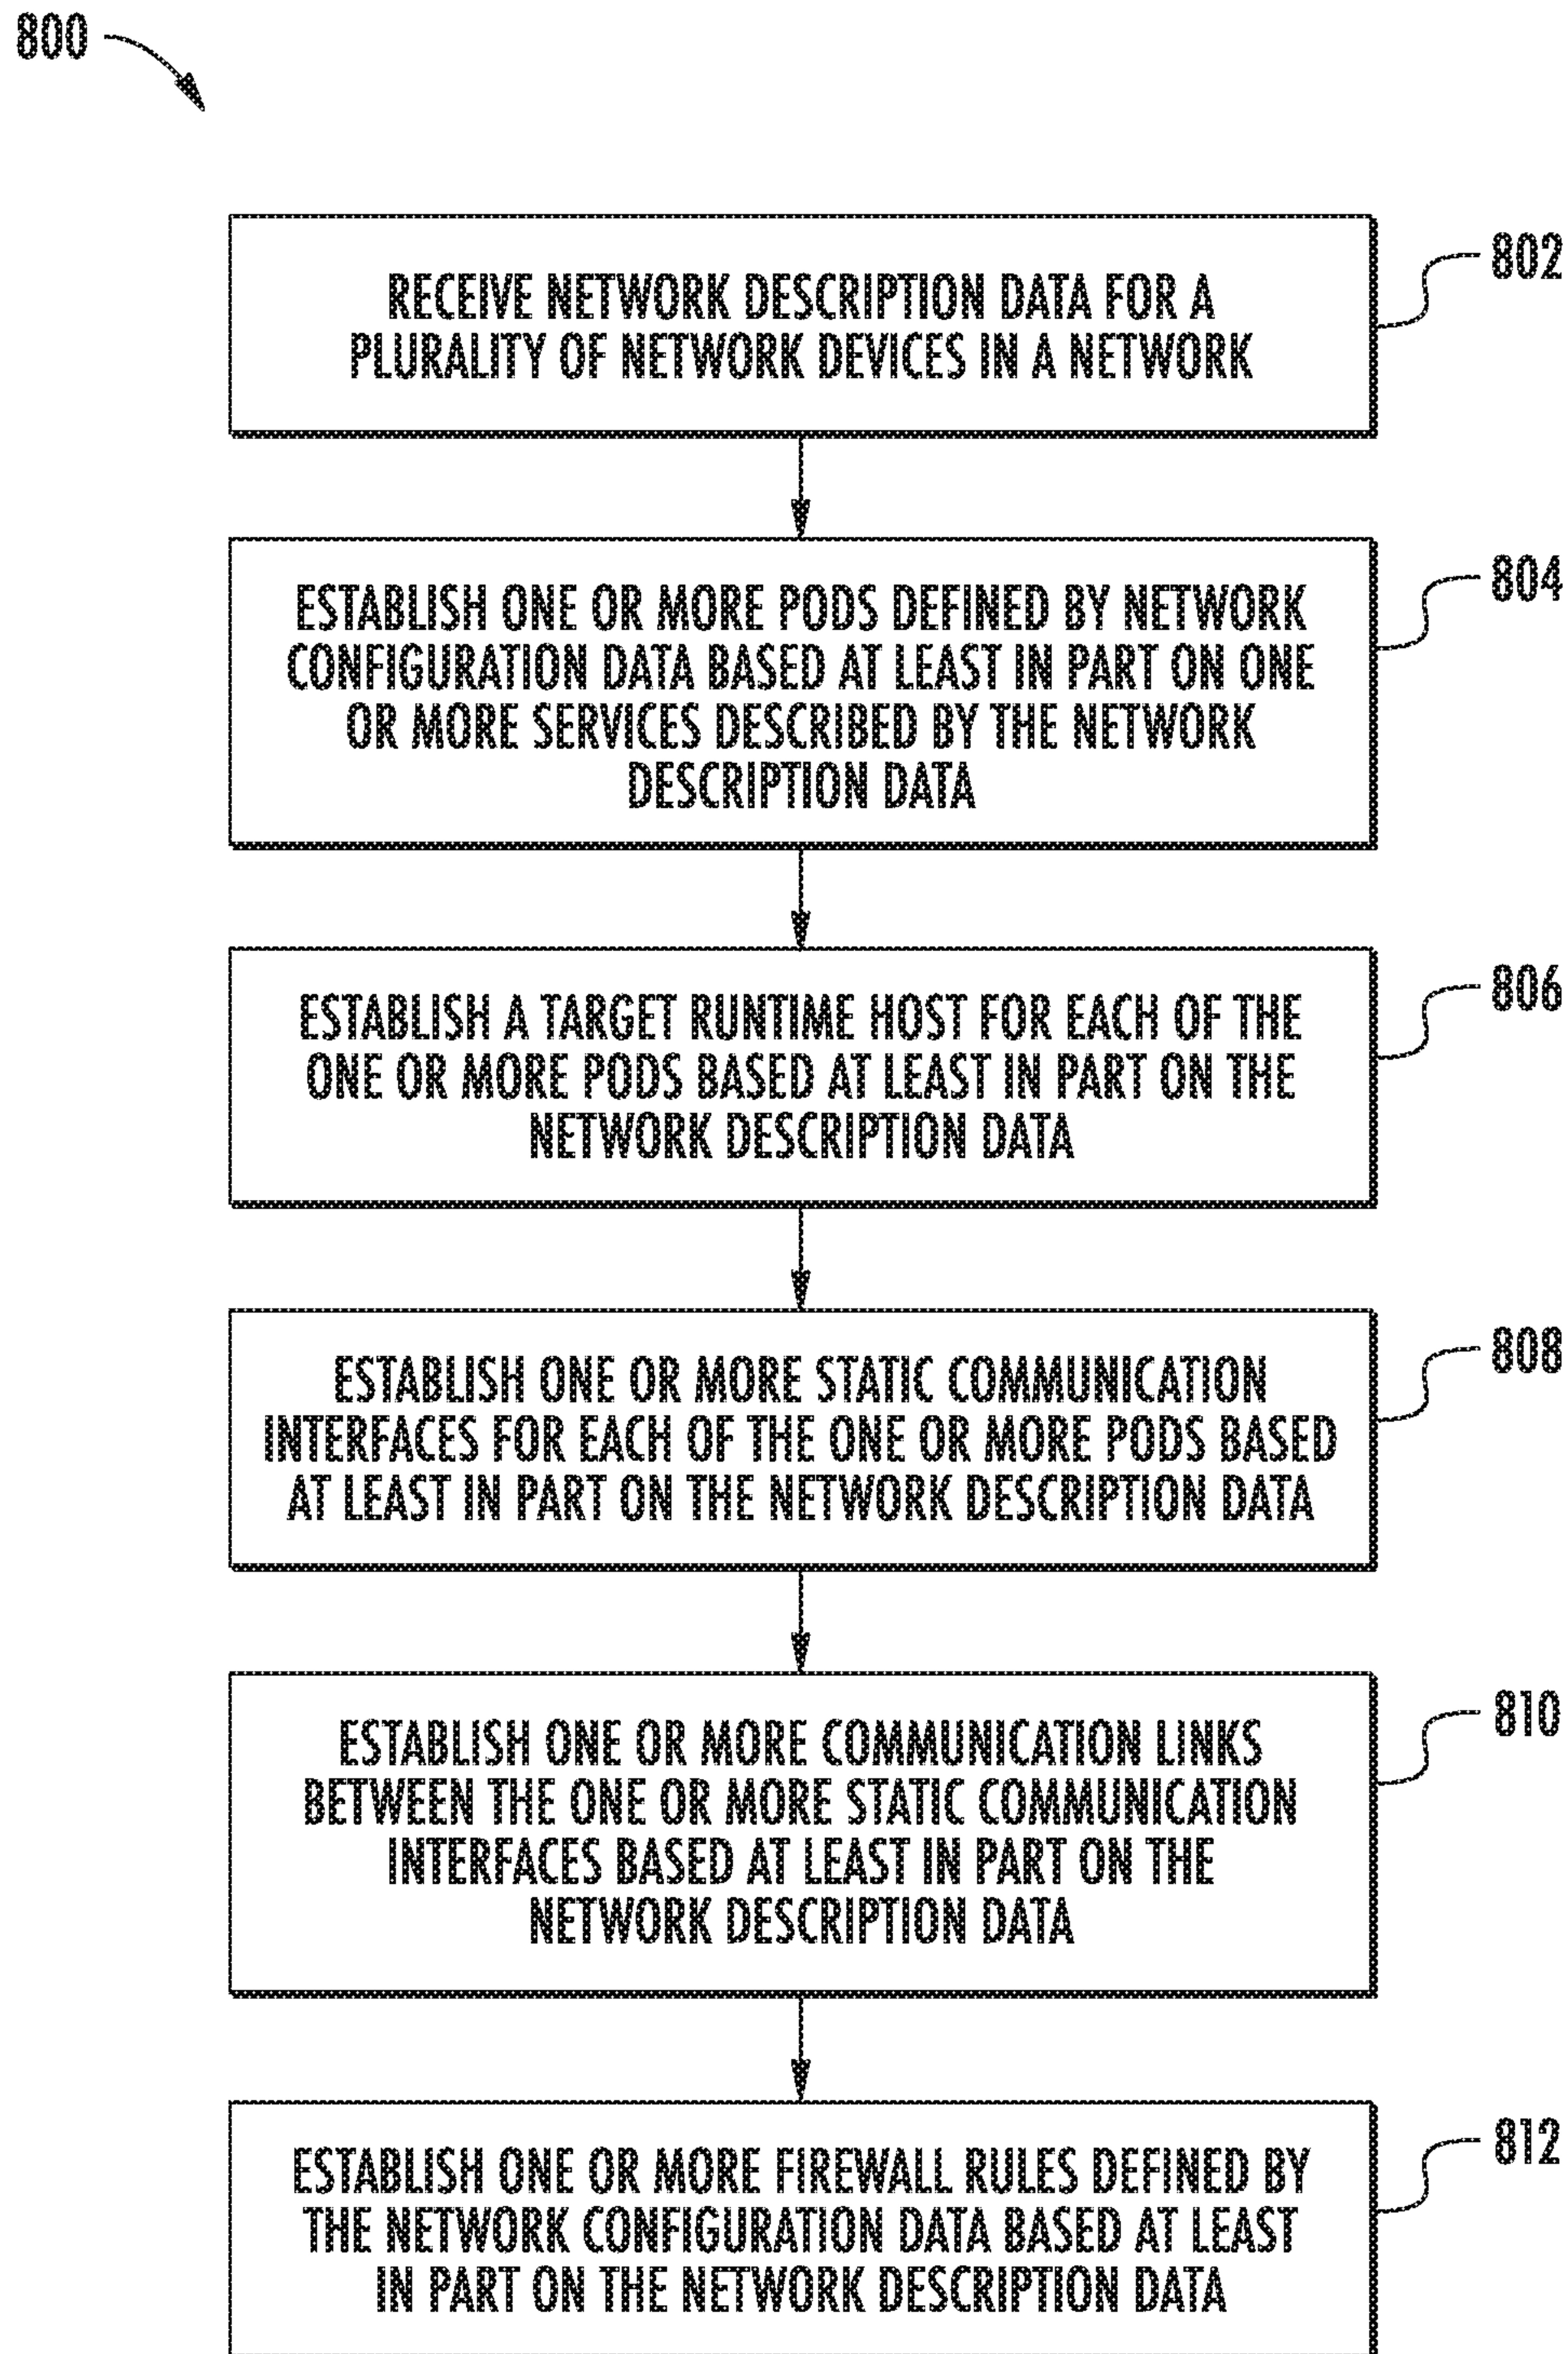 800
RECEIVE NETWORK DESCRIPTION DATA FOR A
PLURALITY OF NETWORK DEVICES IN A NETWORK
802
ESTABLISH ONE OR MORE PODS DEFINED BY NETWORK
CONFIGURATION DATA BASED AT LEAST IN PART ON ONE
OR MORE SERVICES DESCRIBED BY THE NETWORK
DESCRIPTION DATA
804
ESTABLISH A TARGET RUNTIME HOST FOR EACH OF THE
ONE OR MORE PODS BASED AT LEAST IN PART ON THE
NETWORK DESCRIPTION DATA
806
ESTABLISH ONE OR MORE STATIC COMMUNICATION
INTERFACES FOR EACH OF THE ONE OR MORE PODS BASED
AT LEAST IN PART ON THE NETWORK DESCRIPTION DATA
808
ESTABLISH ONE OR MORE COMMUNICATION LINKS
BETWEEN THE ONE OR MORE STATIC COMMUNICATION
INTERFACES BASED AT LEAST IN PART ON THE
NETWORK DESCRIPTION DATA
810
ESTABLISH ONE OR MORE FIREWALL RULES DEFINED BY
THE NETWORK CONFIGURATION DATA BASED AT LEAST
IN PART ON THE NETWORK DESCRIPTION DATA
812